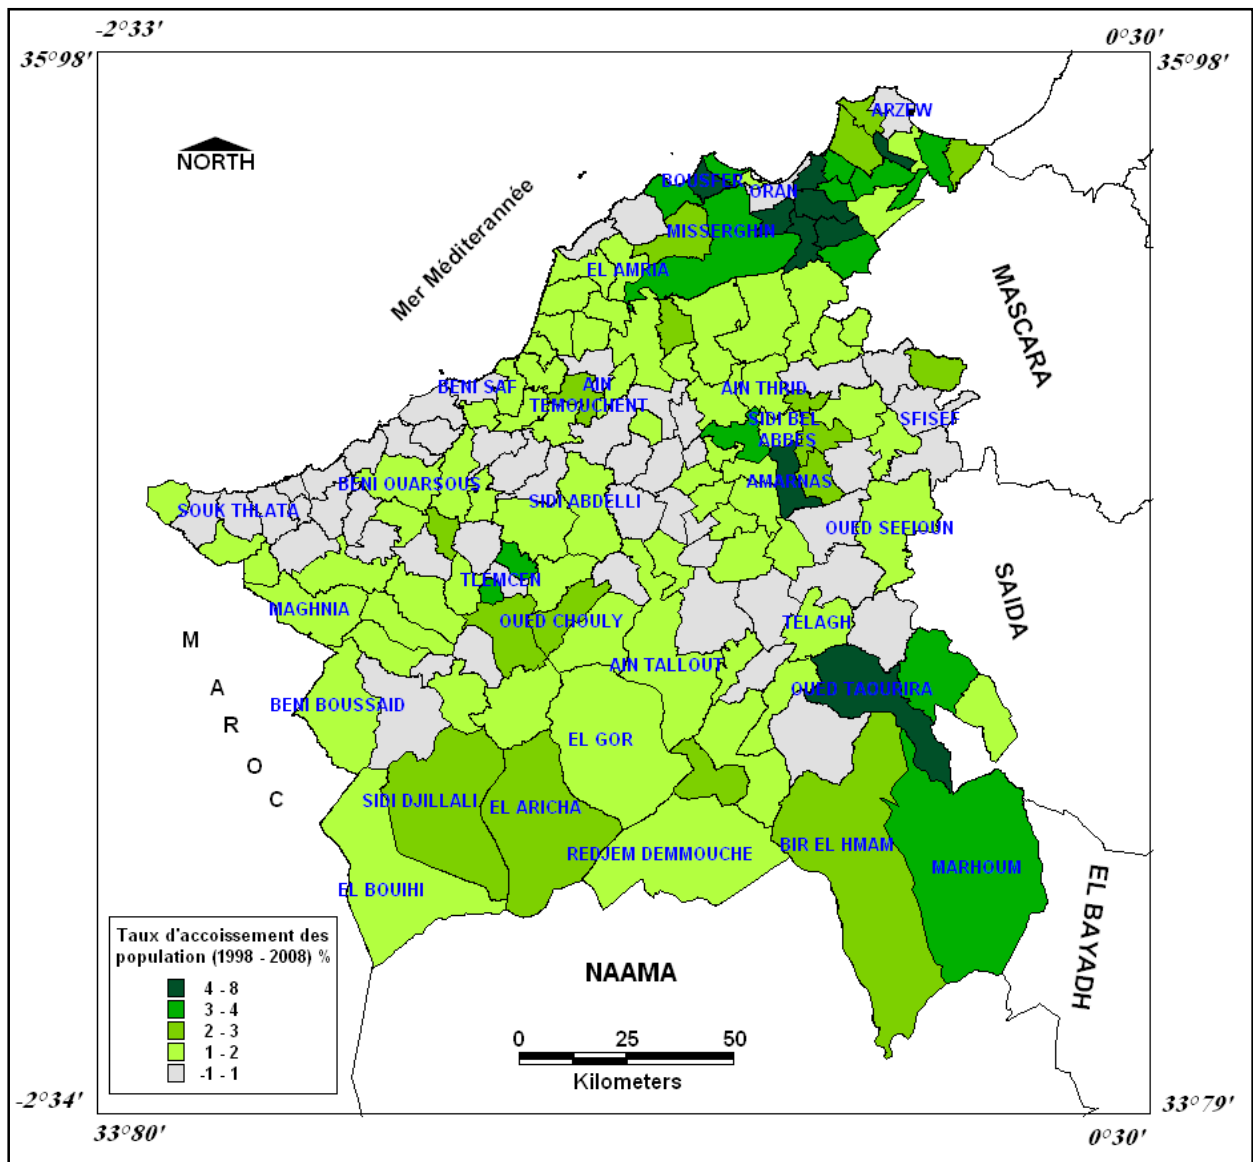 -2°33'
0°30'
35°98'
35°98'
NORTH
Mer Méditerannée
ARZEW
BOUSFER
ORAN
MISSERGHIN
EL AMRIA
MASCARA
BENI SAF
AIN
TEMOUCHENT
AIN THRID
SIDI BEL
ABBES
SFISEF
BENI OUARSOUS
SOUK THLATA
SIDI ABDELLI
AMARNAS
OUED SEFIOUN
SAIDA
TLEMCEN
MAGHNIA
OUED CHOULY
TELAGH
AIN TALLOUT
OUED TAOURIRA
BENI BOUSSAID
MAROC
EL GOR
SIDI DJILLALI
EL ARICHA
REDJEM DEMMOUCHE
BIR EL HMAM
MARHOUM
EL BOUIHI
EL BAYADH
NAAMA
Taux d'accoissement des
population (1998 - 2008) %
4 - 8
3 - 4
2 - 3
1 - 2
-1 - 1
0 25 50
Kilometers
-2°34'
33°79'
33°80'
0°30'